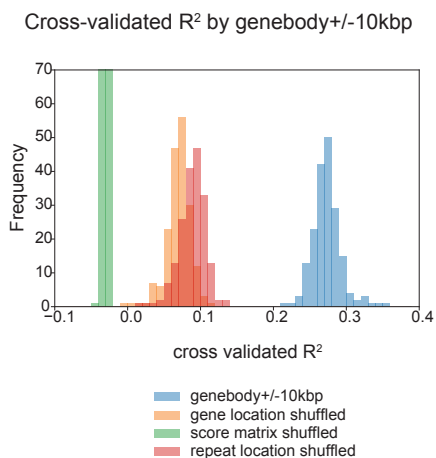 Cross-validated R² by genebody+/-10kbp
70
60
50
40
30
20
10
0
Frequency
−0.1 0.0 0.1 0.2 0.3 0.4
cross validated R²
genebody+/-10kbp
gene location shuffled
score matrix shuffled
repeat location shuffled